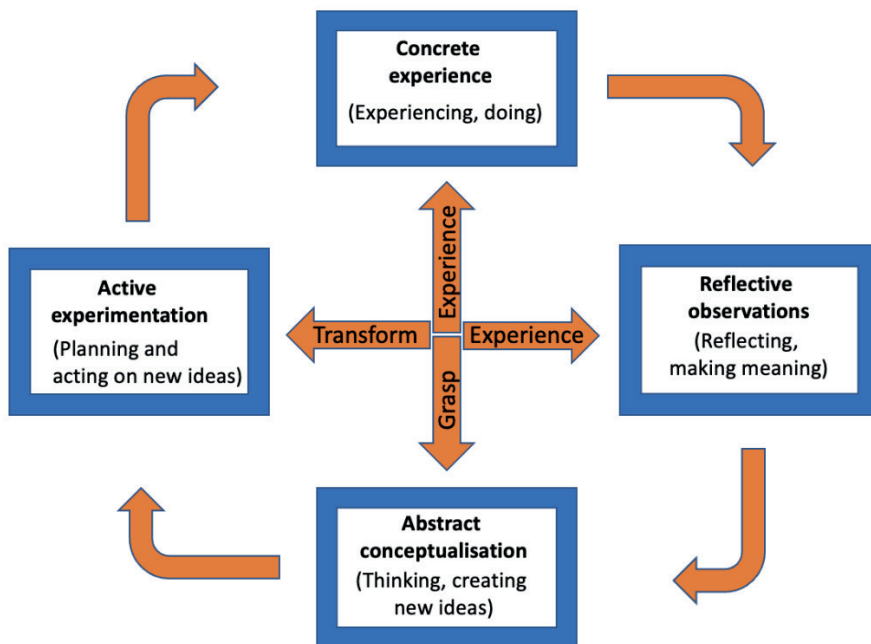 Concrete
experience
(Experiencing, doing)
Active
experimentation
(Planning and
acting on new ideas)
Experience
Transform
Experience
Grasp
Reflective
observations
(Reflecting,
making meaning)
Abstract
conceptualisation
(Thinking, creating
new ideas)